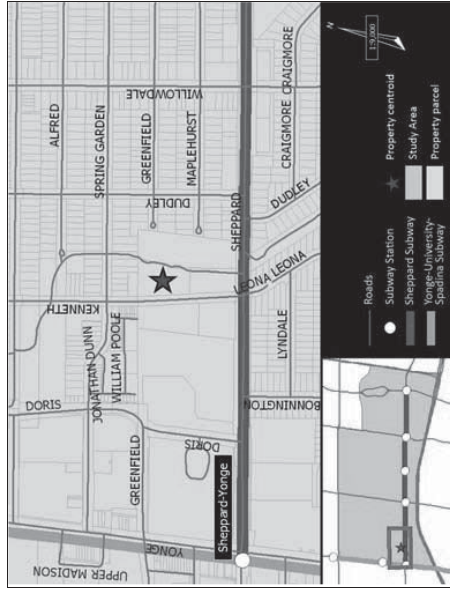 ALFRED
SPRING GARDEN
GREENFIELD
MAPLEHURST
WILLOWDALE
DUDLEY
SHEPPARD
CRAIGMORE CRAIGMORE
DUDLEY
KENNETH
LEONA LEONA
JONATHAN DUNN
WILLIAM POOLE
LYNDALE
DORIS
BONNINGTON
GREENFIELD
DORIS
UPPER MADISON
YONGE
Sheppard-Yonge
N
1:9,000
Roads
Subway Station
Sheppard Subway
Yonge-University-
Spadina Subway
Property centroid
Study Area
Property parcel